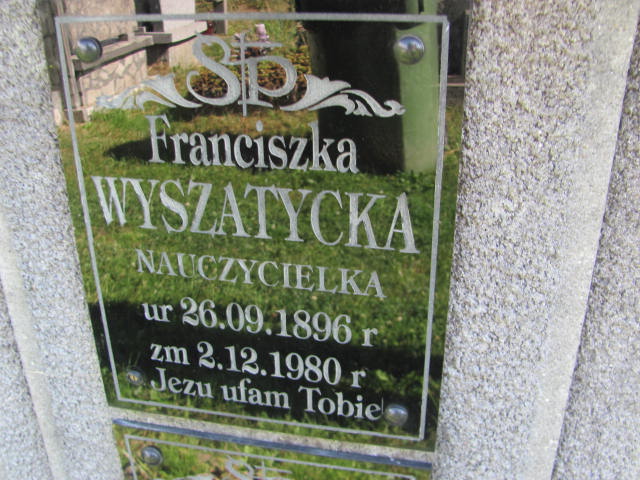 ŚP
Franciszka
WYSZATYCKA
NAUCZYCIELKA
ur 26.09.1896 r
zm 2.12.1980 r
Jezu ufam Tobie